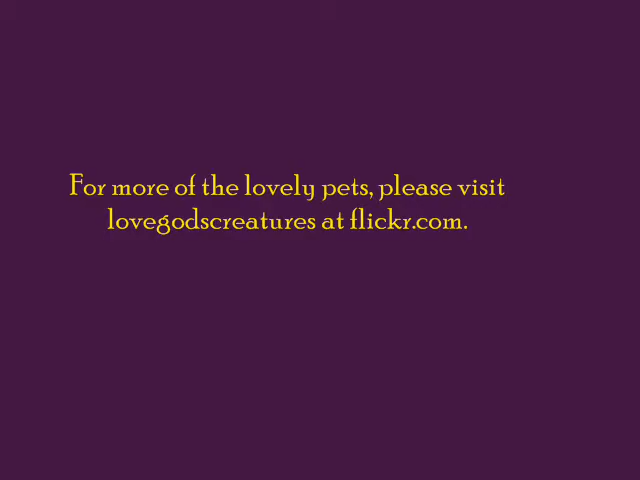 For more of the lovely pets, please visit
lovegodscreatures at flickr.com.